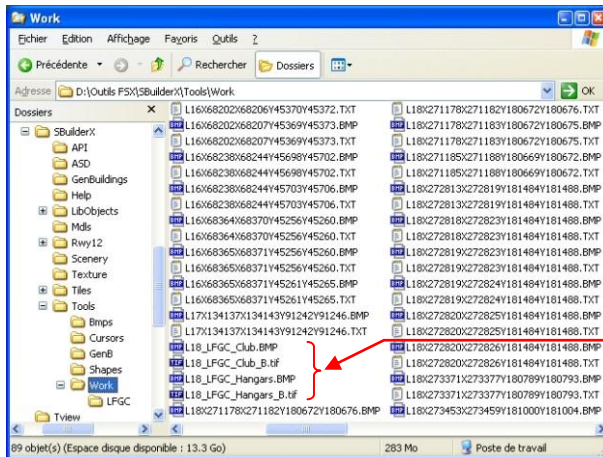 Work
Fichier Edition Affichage Favoris Outils ?
Précédente Rechercher Dossiers
Adresse D:\Outils FSX\SBuilderX\Tools\Work OK
Dossiers
SBuilderX
API
ASD
GenBuildings
Help
LibObjects
Mdls
Rwy12
Scenery
Texture
Tiles
Tools
Bmps
Cursors
GenB
Shapes
Work
LFGC
Tview
L16X68202X68206Y45370Y45372.TXT
L16X68202X68207Y45369Y45373.BMP
L16X68202X68207Y45369Y45373.TXT
L16X68238X68244Y45698Y45702.BMP
L16X68238X68244Y45698Y45702.TXT
L16X68238X68244Y45703Y45706.BMP
L16X68238X68244Y45703Y45706.TXT
L16X68364X68370Y45256Y45260.BMP
L16X68364X68370Y45256Y45260.TXT
L16X68365X68371Y45256Y45260.BMP
L16X68365X68371Y45256Y45260.TXT
L16X68365X68371Y45261Y45265.BMP
L16X68365X68371Y45261Y45265.TXT
L17X134137X134143Y91242Y91246.BMP
L17X134137X134143Y91242Y91246.TXT
L18_LFGC_Club.BMP
L18_LFGC_Club_B.tif
L18_LFGC_Hangars.BMP
L18_LFGC_Hangars_B.tif
L18X271178X271182Y180672Y180676.BMP
L18X271178X271182Y180672Y180676.TXT
L18X271178X271183Y180672Y180675.BMP
L18X271178X271183Y180672Y180675.TXT
L18X271185X271188Y180669Y180672.BMP
L18X271185X271188Y180669Y180672.TXT
L18X272813X272819Y181484Y181488.BMP
L18X272813X272819Y181484Y181488.TXT
L18X272818X272823Y181484Y181488.BMP
L18X272818X272823Y181484Y181488.TXT
L18X272819X272823Y181484Y181488.BMP
L18X272819X272823Y181484Y181488.TXT
L18X272819X272824Y181484Y181488.BMP
L18X272819X272824Y181484Y181488.TXT
L18X272820X272825Y181484Y181488.BMP
L18X272820X272825Y181484Y181488.TXT
L18X272820X272826Y181484Y181488.BMP
L18X272820X272826Y181484Y181488.TXT
L18X273371X273377Y180789Y180793.BMP
L18X273371X273377Y180789Y180793.TXT
L18X273453X273459Y181000Y181004.BMP
89 objet(s) (Espace disque disponible : 13.3 Go) 283 Mo Poste de travail